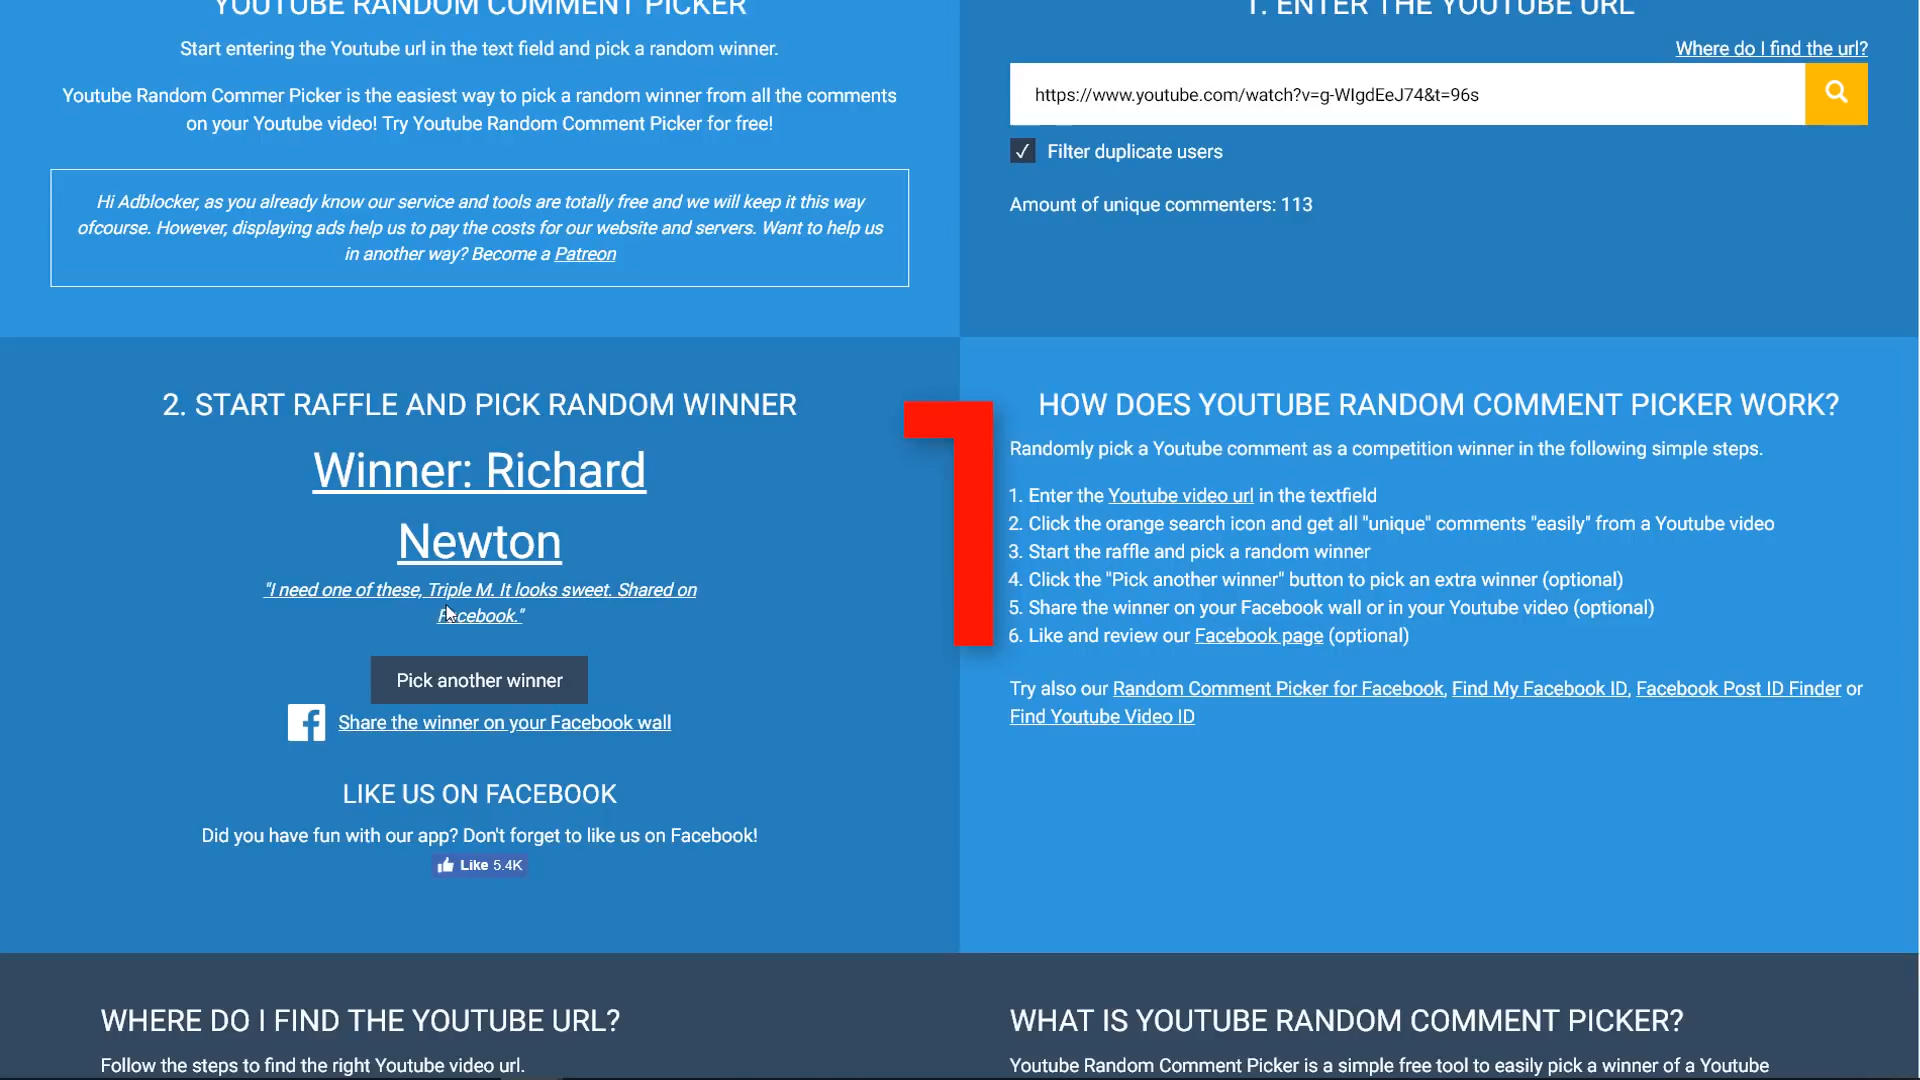 YOUTUBE RANDOM COMMENT PICKER
Start entering the Youtube url in the text field and pick a random winner.
Youtube Random Commer Picker is the easiest way to pick a random winner from all the comments
on your Youtube video! Try Youtube Random Comment Picker for free!
Hi Adblocker, as you already know our service and tools are totally free and we will keep it this way
ofcourse. However, displaying ads help us to pay the costs for our website and servers. Want to help us
in another way? Become a Patreon
1. ENTER THE YOUTUBE URL
Where do I find the url?
https://www.youtube.com/watch?v=g-WIgdEeJ74&t=96s
✓ Filter duplicate users
Amount of unique commenters: 113
2. START RAFFLE AND PICK RANDOM WINNER
Winner: Richard
Newton
"I need one of these, Triple M. It looks sweet. Shared on
Facebook."
Pick another winner
Share the winner on your Facebook wall
LIKE US ON FACEBOOK
Did you have fun with our app? Don't forget to like us on Facebook!
Like 5.4K
1
HOW DOES YOUTUBE RANDOM COMMENT PICKER WORK?
Randomly pick a Youtube comment as a competition winner in the following simple steps.
1. Enter the Youtube video url in the textfield
2. Click the orange search icon and get all "unique" comments "easily" from a Youtube video
3. Start the raffle and pick a random winner
4. Click the "Pick another winner" button to pick an extra winner (optional)
5. Share the winner on your Facebook wall or in your Youtube video (optional)
6. Like and review our Facebook page (optional)
Try also our Random Comment Picker for Facebook, Find My Facebook ID, Facebook Post ID Finder or
Find Youtube Video ID
WHERE DO I FIND THE YOUTUBE URL?
Follow the steps to find the right Youtube video url.
WHAT IS YOUTUBE RANDOM COMMENT PICKER?
Youtube Random Comment Picker is a simple free tool to easily pick a winner of a Youtube